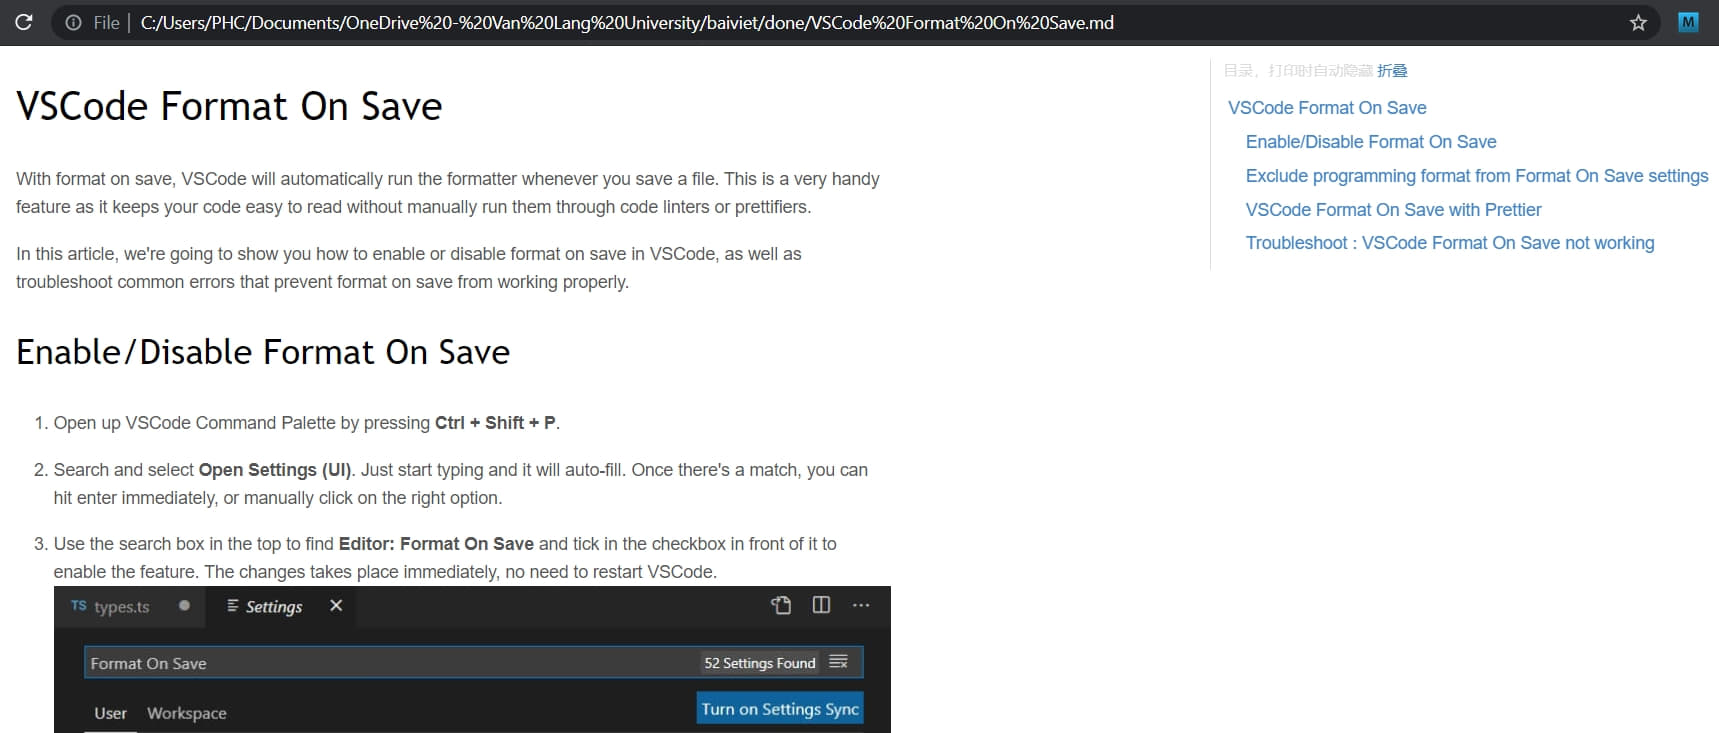 File | C:/Users/PHC/Documents/OneDrive%20-%20Van%20Lang%20University/baiviet/done/VSCode%20Format%20On%20Save.md
M
VSCode Format On Save
With format on save, VSCode will automatically run the formatter whenever you save a file. This is a very handy
feature as it keeps your code easy to read without manually run them through code linters or prettifiers.
In this article, we're going to show you how to enable or disable format on save in VSCode, as well as
troubleshoot common errors that prevent format on save from working properly.
Enable/Disable Format On Save
1. Open up VSCode Command Palette by pressing Ctrl + Shift + P.
2. Search and select Open Settings (UI). Just start typing and it will auto-fill. Once there's a match, you can
hit enter immediately, or manually click on the right option.
3. Use the search box in the top to find Editor: Format On Save and tick in the checkbox in front of it to
enable the feature. The changes takes place immediately, no need to restart VSCode.
TS types.ts
Settings
Format On Save
52 Settings Found
User
Workspace
Turn on Settings Sync
目录，打印时自动隐藏 折叠
VSCode Format On Save
Enable/Disable Format On Save
Exclude programming format from Format On Save settings
VSCode Format On Save with Prettier
Troubleshoot : VSCode Format On Save not working